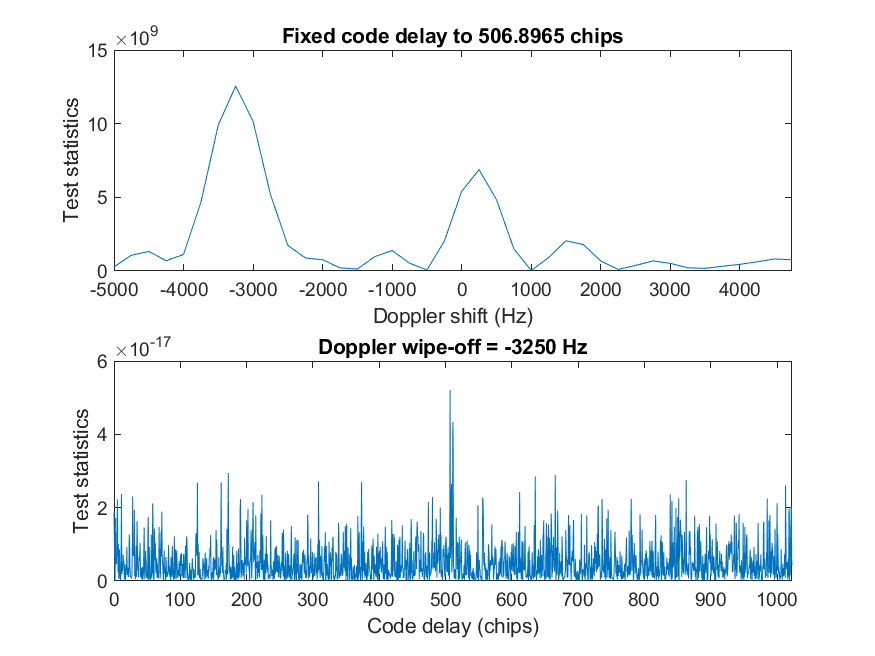 Fixed code delay to 506.8965 chips
×10^9
15
10
5
0
Test statistics
-5000 -4000 -3000 -2000 -1000 0 1000 2000 3000 4000
Doppler shift (Hz)
Doppler wipe-off = -3250 Hz
×10^-17
6
4
2
0
Test statistics
0 100 200 300 400 500 600 700 800 900 1000
Code delay (chips)